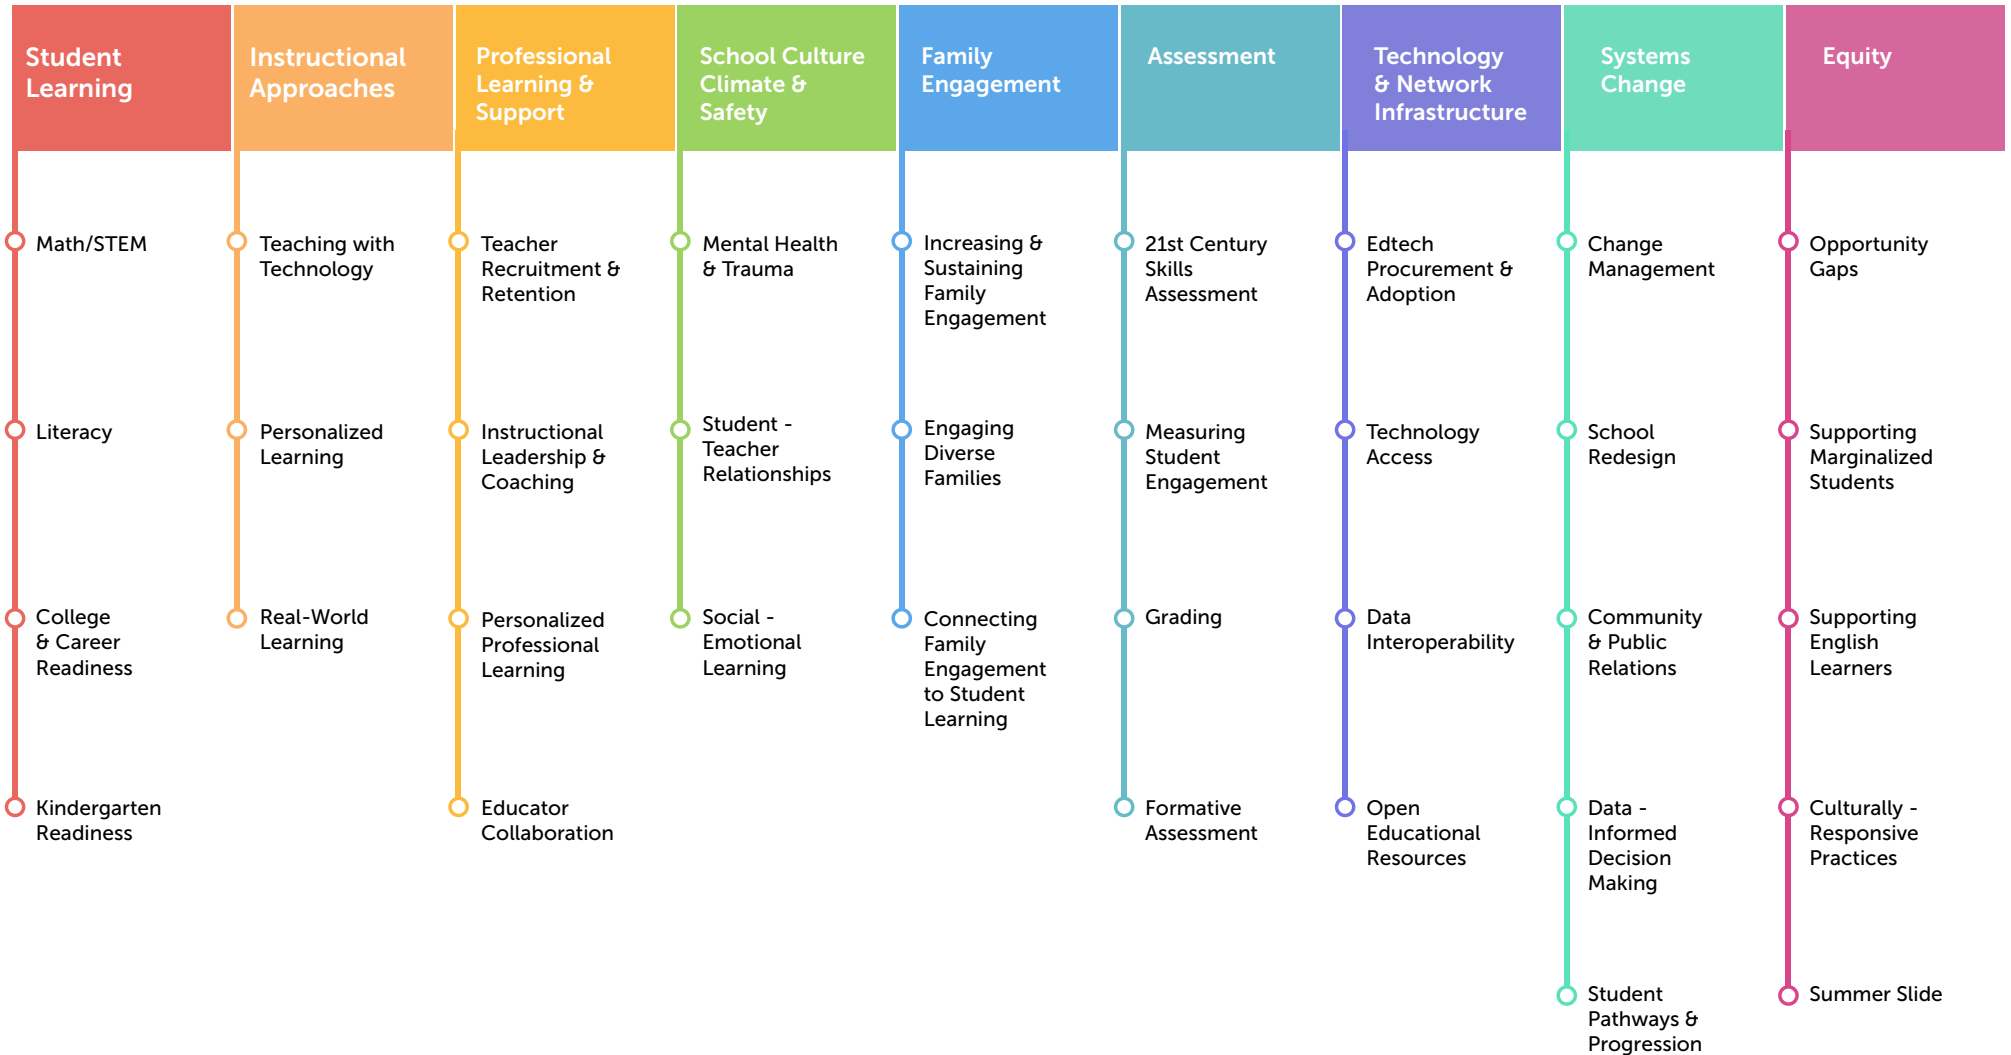 Student
Learning
Instructional
Approaches
Professional
Learning &
Support
School Culture
Climate &
Safety
Family
Engagement
Assessment
Technology
& Network
Infrastructure
Systems
Change
Equity
Math/STEM
Literacy
College
& Career
Readiness
Kindergarten
Readiness
Teaching with
Technology
Personalized
Learning
Real-World
Learning
Teacher
Recruitment &
Retention
Instructional
Leadership &
Coaching
Personalized
Professional
Learning
Educator
Collaboration
Mental Health
& Trauma
Student -
Teacher
Relationships
Social -
Emotional
Learning
Increasing &
Sustaining
Family
Engagement
Engaging
Diverse
Families
Connecting
Family
Engagement
to Student
Learning
21st Century
Skills
Assessment
Measuring
Student
Engagement
Grading
Formative
Assessment
Edtech
Procurement &
Adoption
Technology
Access
Data
Interoperability
Open
Educational
Resources
Change
Management
School
Redesign
Community
& Public
Relations
Data -
Informed
Decision
Making
Student
Pathways &
Progression
Opportunity
Gaps
Supporting
Marginalized
Students
Supporting
English
Learners
Culturally -
Responsive
Practices
Summer Slide